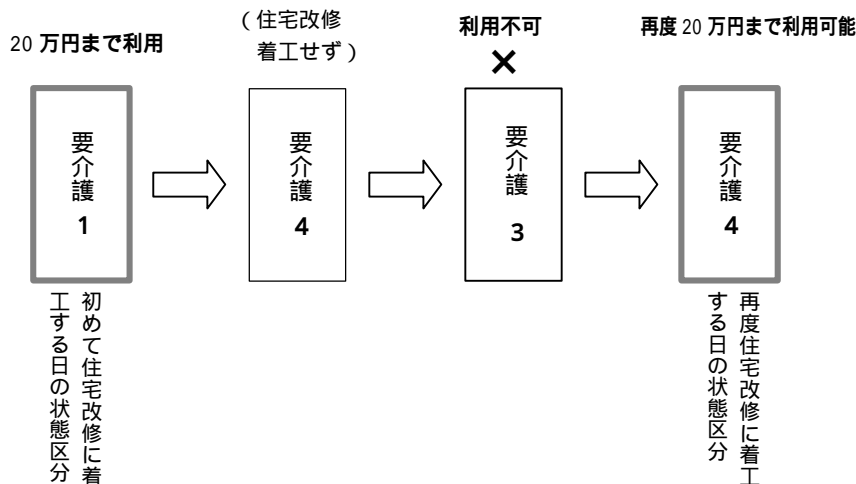 20 万円まで利用
(住宅改修
着工せず)
利用不可
×
再度 20 万円まで利用可能
要介護
1
要介護
4
要介護
3
要介護
4
初めて住宅改修に着
工する日の状態区分
再度住宅改修に着工
する日の状態区分